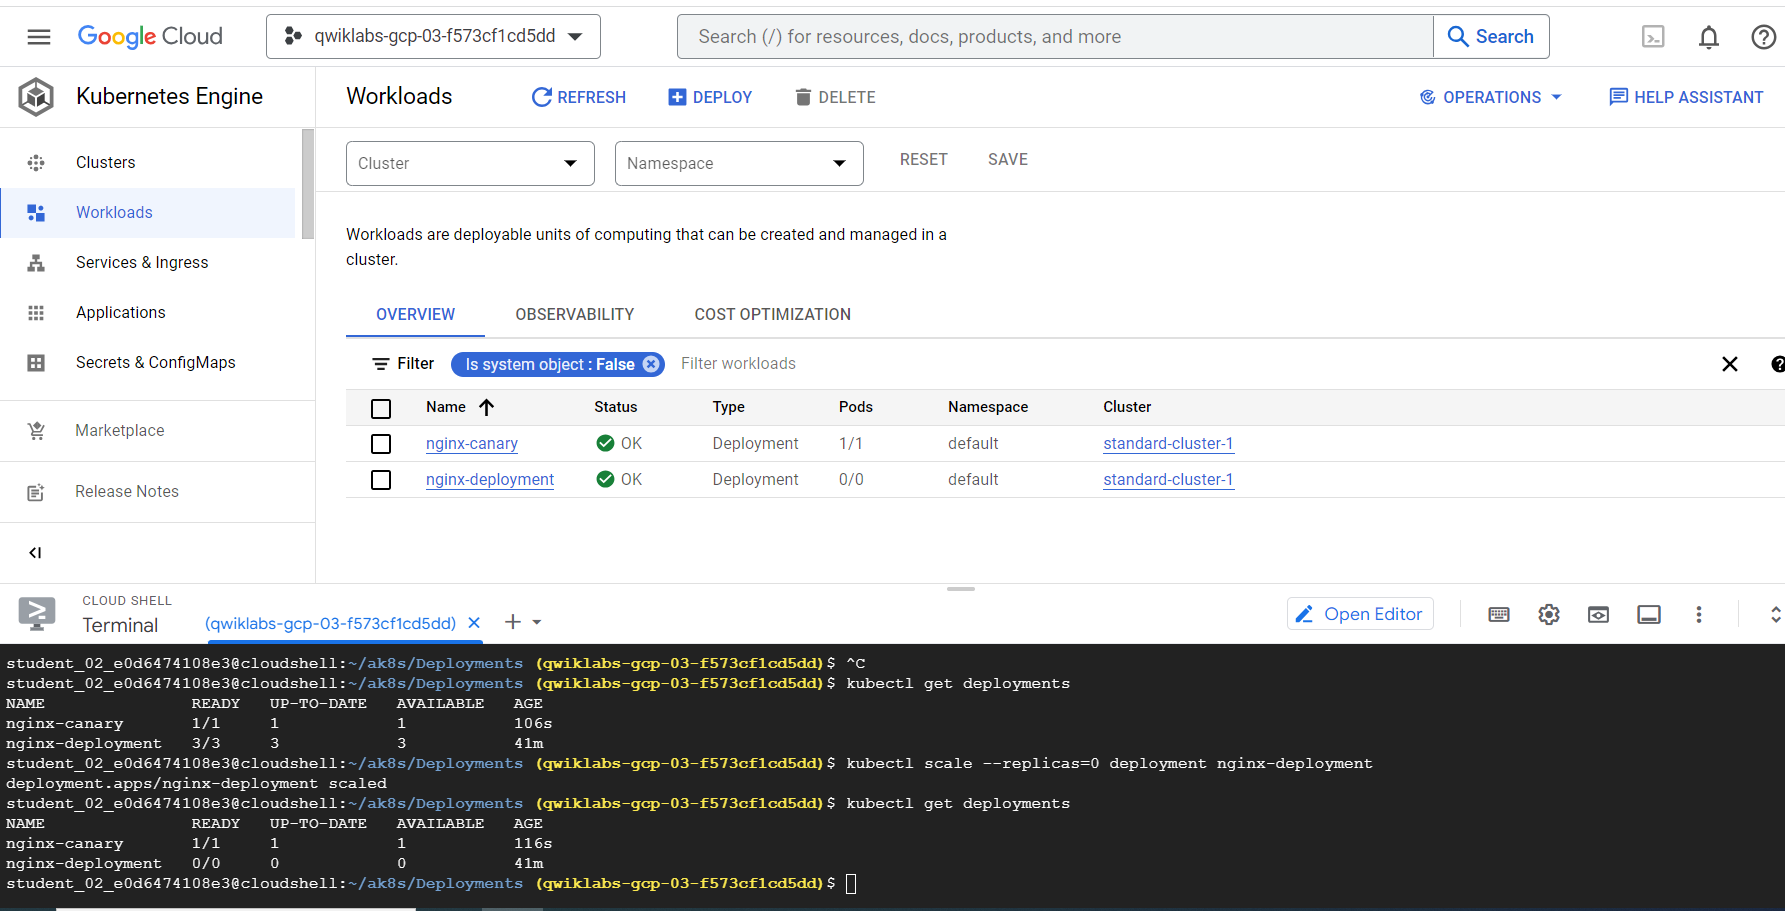 Google Cloud
qwiklabs-gcp-03-f573cf1cd5dd
Search (/) for resources, docs, products, and more
Search
Kubernetes Engine
Workloads
REFRESH
DEPLOY
DELETE
OPERATIONS
HELP ASSISTANT
Clusters
Workloads
Services & Ingress
Applications
Secrets & ConfigMaps
Marketplace
Release Notes
Cluster
Namespace
RESET
SAVE
Workloads are deployable units of computing that can be created and managed in a
cluster.
OVERVIEW
OBSERVABILITY
COST OPTIMIZATION
Filter
Is system object : False
Filter workloads
Name Status Type Pods Namespace Cluster
nginx-canary OK Deployment 1/1 default standard-cluster-1
nginx-deployment OK Deployment 0/0 default standard-cluster-1
CLOUD SHELL
Terminal
(qwiklabs-gcp-03-f573cf1cd5dd)
Open Editor
student_02_e0d6474108e3@cloudshell:~/ak8s/Deployments (qwiklabs-gcp-03-f573cf1cd5dd)$ ^C
student_02_e0d6474108e3@cloudshell:~/ak8s/Deployments (qwiklabs-gcp-03-f573cf1cd5dd)$ kubectl get deployments
NAME READY UP-TO-DATE AVAILABLE AGE
nginx-canary 1/1 1 1 106s
nginx-deployment 3/3 3 3 41m
student_02_e0d6474108e3@cloudshell:~/ak8s/Deployments (qwiklabs-gcp-03-f573cf1cd5dd)$ kubectl scale --replicas=0 deployment nginx-deployment
deployment.apps/nginx-deployment scaled
student_02_e0d6474108e3@cloudshell:~/ak8s/Deployments (qwiklabs-gcp-03-f573cf1cd5dd)$ kubectl get deployments
NAME READY UP-TO-DATE AVAILABLE AGE
nginx-canary 1/1 1 1 116s
nginx-deployment 0/0 0 0 41m
student_02_e0d6474108e3@cloudshell:~/ak8s/Deployments (qwiklabs-gcp-03-f573cf1cd5dd)$